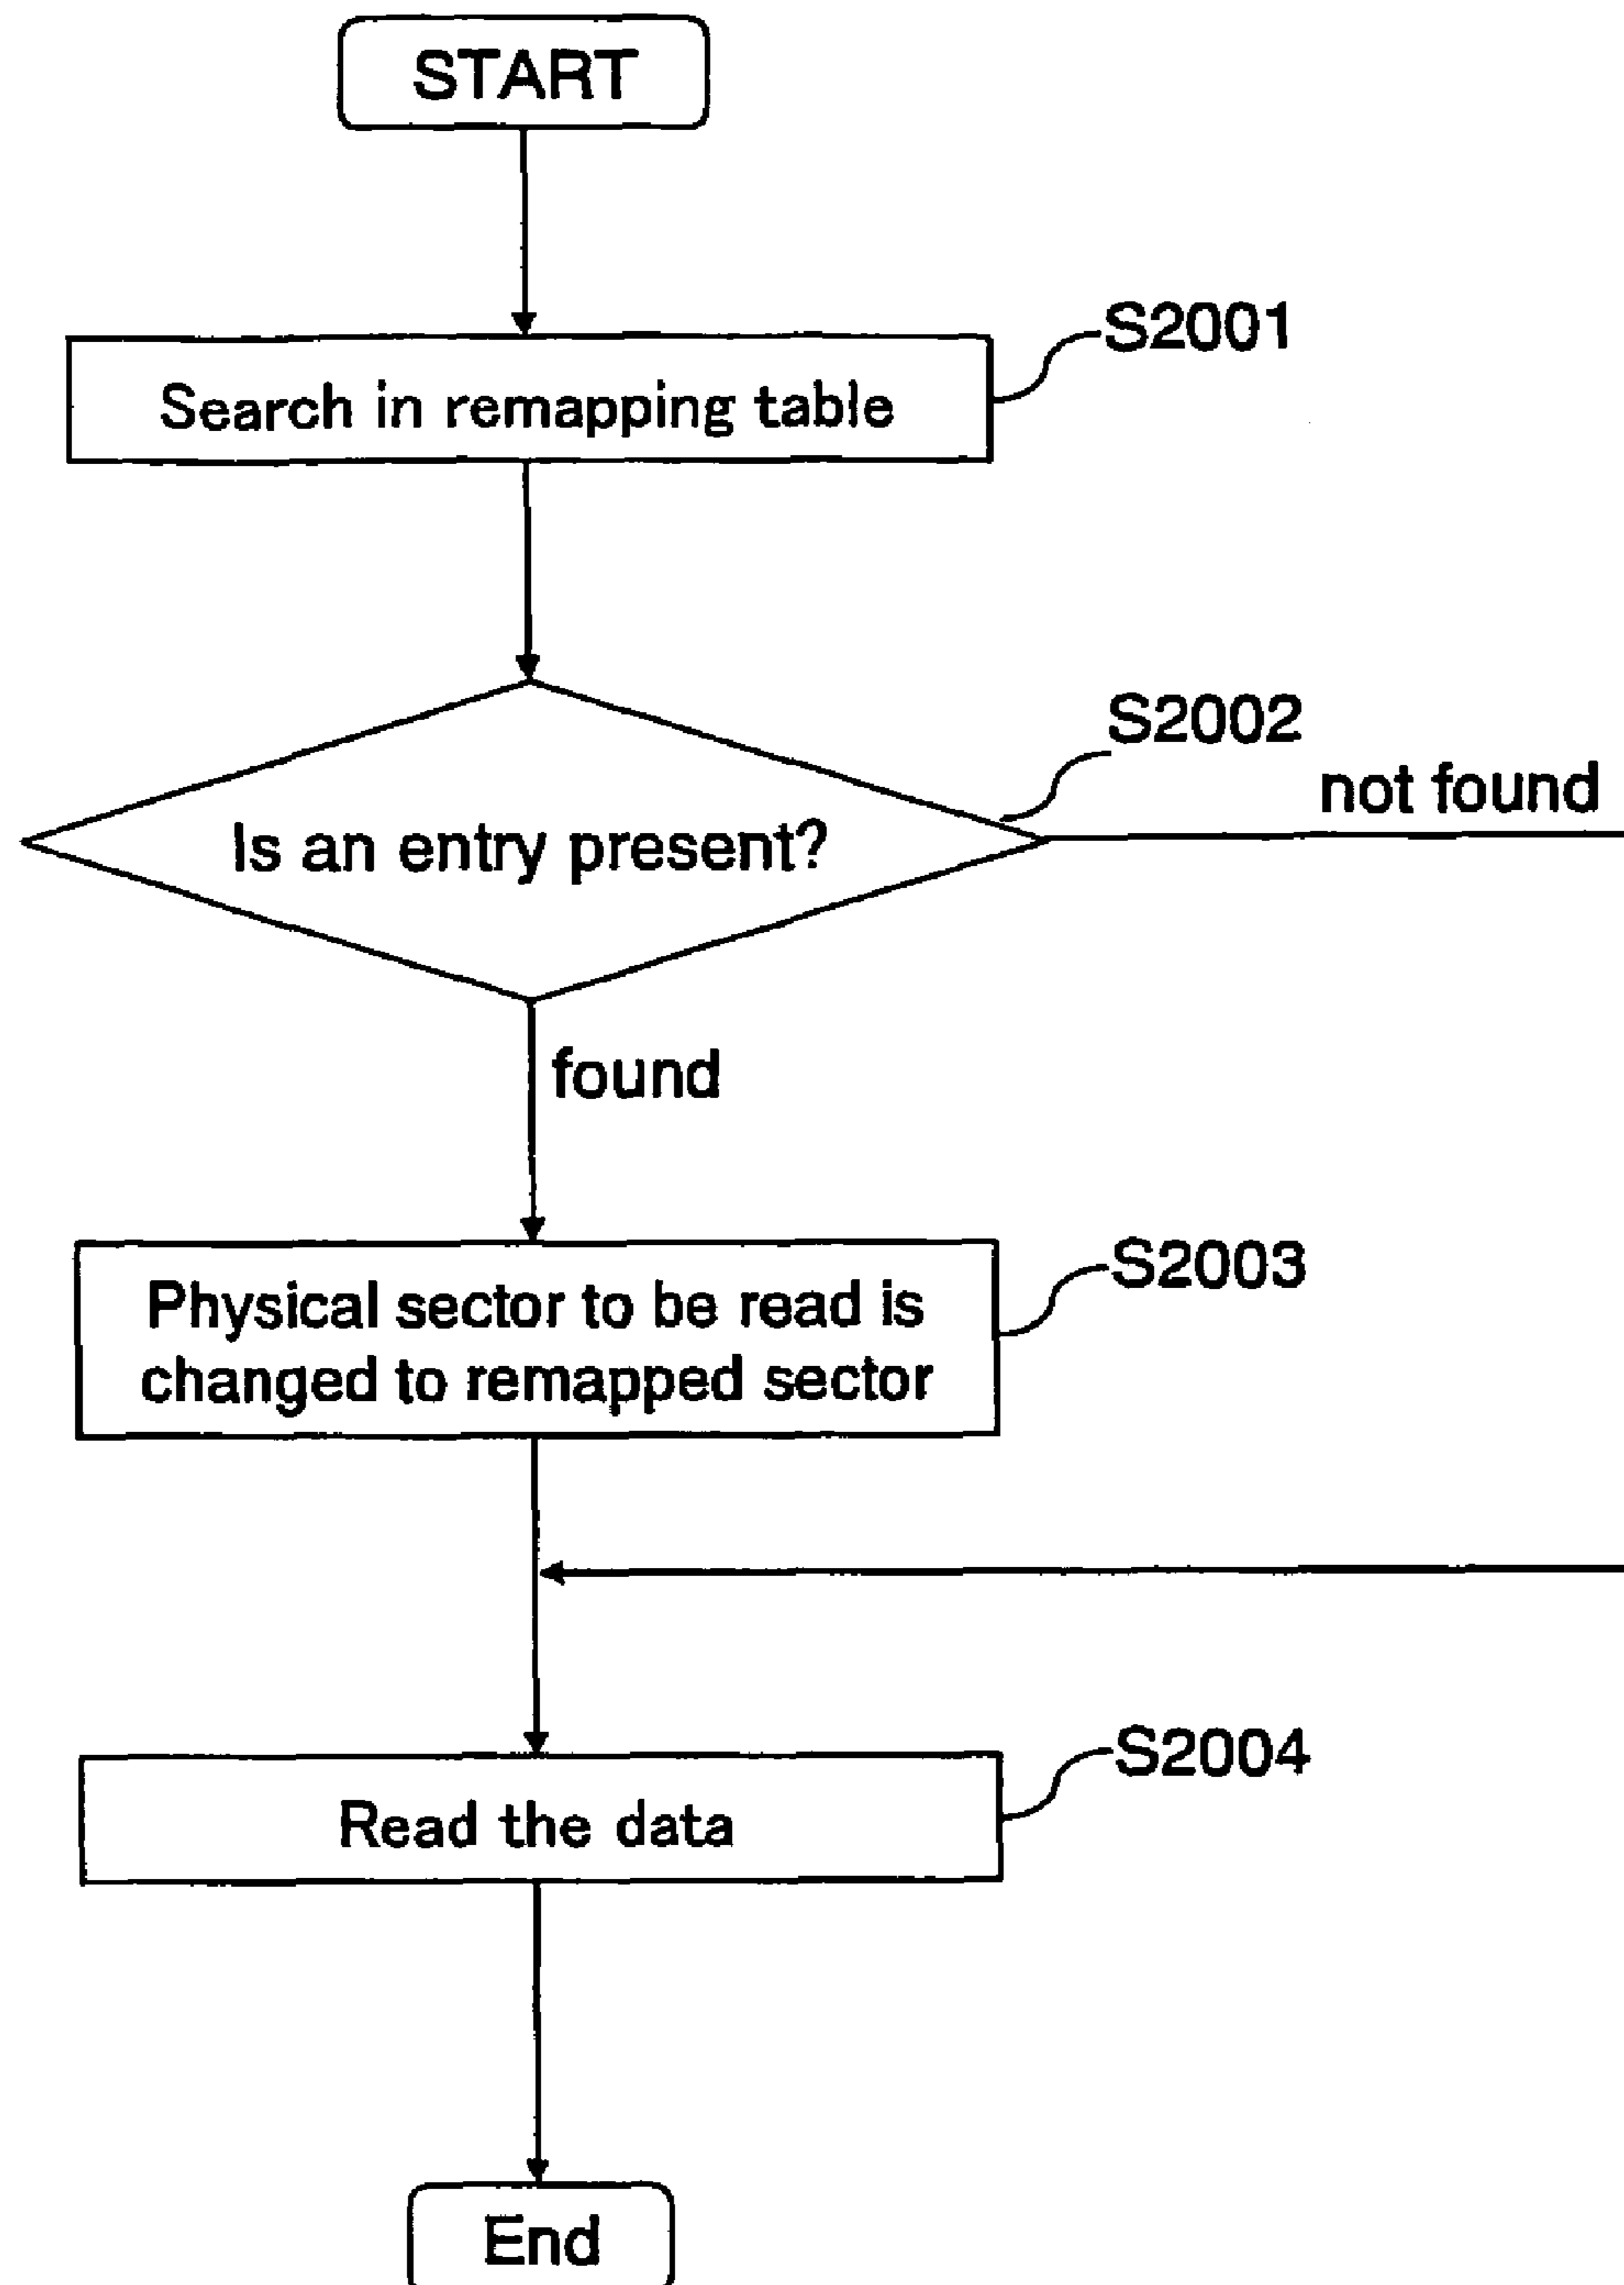 START
S2001
Search in remapping table
S2002
not found
Is an entry present?
found
S2003
Physical sector to be read is
changed to remapped sector
S2004
Read the data
End